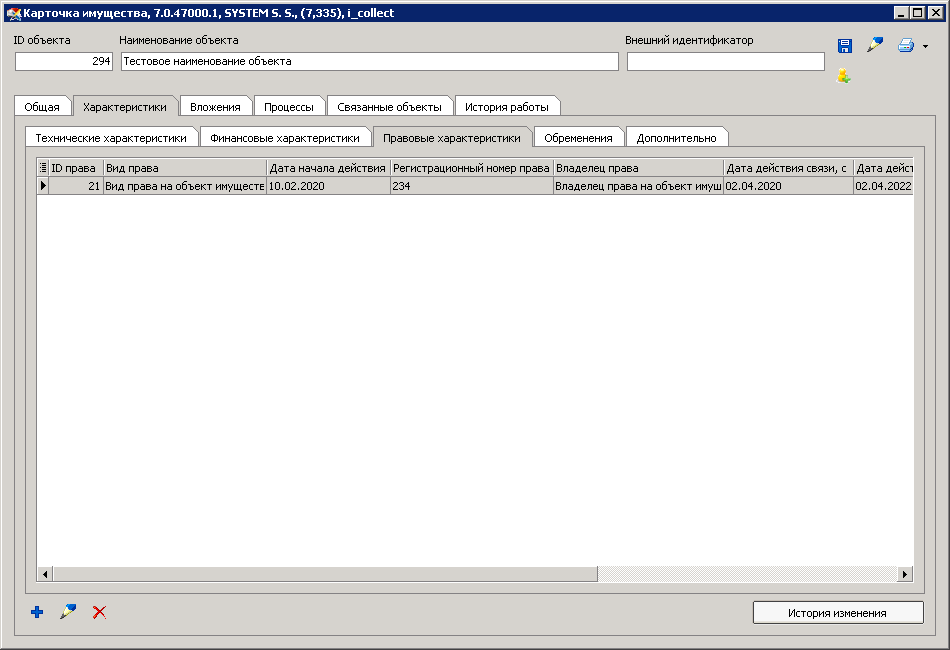 Карточка имущества, 7.0.47000.1, SYSTEM S. S., (7,335), i_collect
ID объекта Наименование объекта Внешний идентификатор
294 Тестовое наименование объекта
Общая Характеристики Вложения Процессы Связанные объекты История работы
Технические характеристики Финансовые характеристики Правовые характеристики Обременения Дополнительно
ID права Вид права Дата начала действия Регистрационный номер права Владелец права Дата действия связи, с Дата дейст
21 Вид права на объект имуществе 10.02.2020 234 Владелец права на объект имущ 02.04.2020 02.04.2022
История изменения